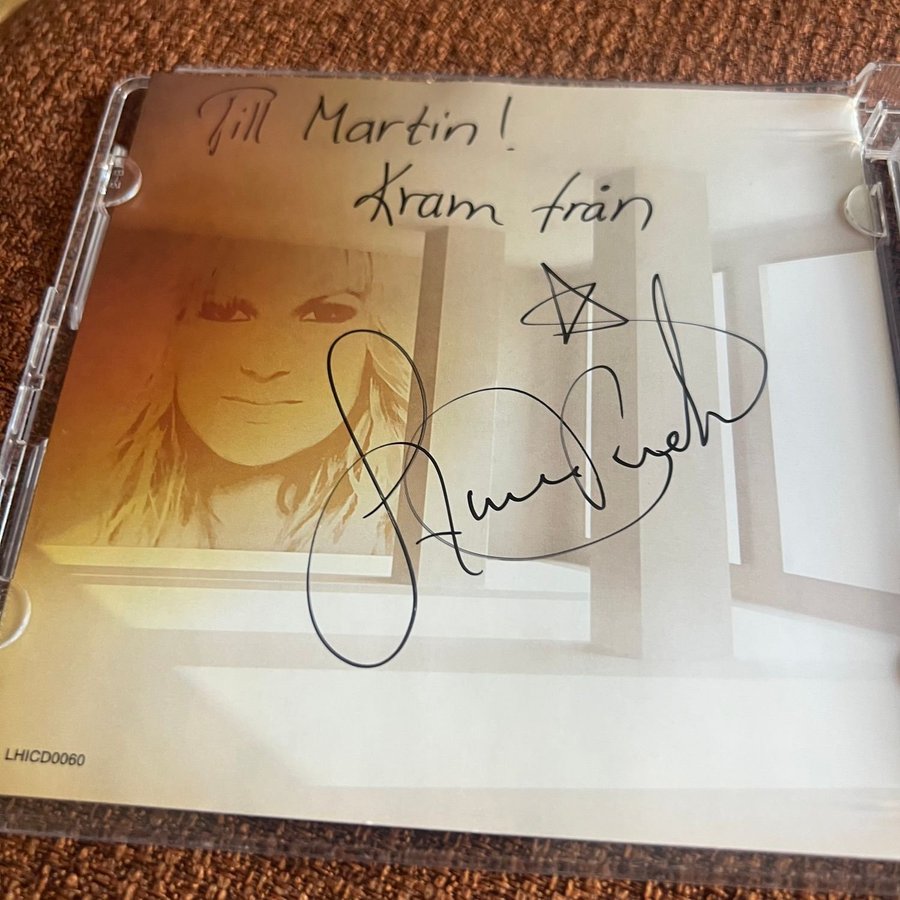 Till Martin!
Kram från
LHICD0060